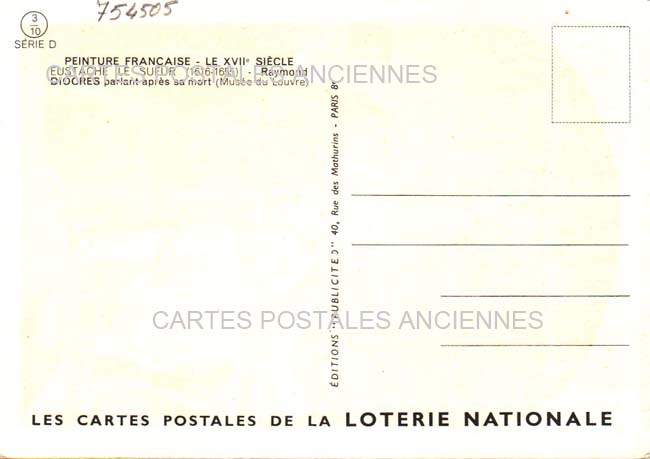 754505
3
10
SÉRIE D
PEINTURE FRANCAISE - LE XVIIe SIÈCLE
EUSTACHE LE SUEUR (1616-1655) - Raymond
DIOCRES parlant après sa mort (Musée du Louvre)
CARTES POSTALES ANCIENNES
EDITIONS "PUBLICITED" 40, Rue des Mathurins - PARIS 8e
CARTES POSTALES ANCIENNES
LES CARTES POSTALES DE LA LOTERIE NATIONALE